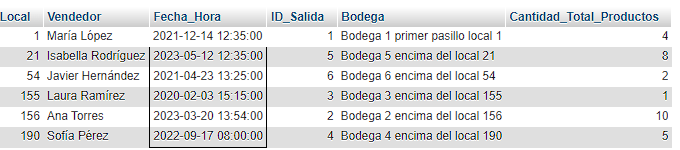 Local Vendedor Fecha_Hora ID_Salida Bodega Cantidad_Total_Productos
1 María López 2021-12-14 12:35:00 1 Bodega 1 primer pasillo local 1 4
21 Isabella Rodríguez 2023-05-12 12:35:00 5 Bodega 5 encima del local 21 8
54 Javier Hernández 2021-04-23 13:25:00 6 Bodega 6 encima del local 54 2
155 Laura Ramírez 2020-02-03 15:15:00 3 Bodega 3 encima del local 155 1
156 Ana Torres 2023-03-20 13:54:00 2 Bodega 2 encima del local 156 10
190 Sofía Pérez 2022-09-17 08:00:00 4 Bodega 4 encima del local 190 5